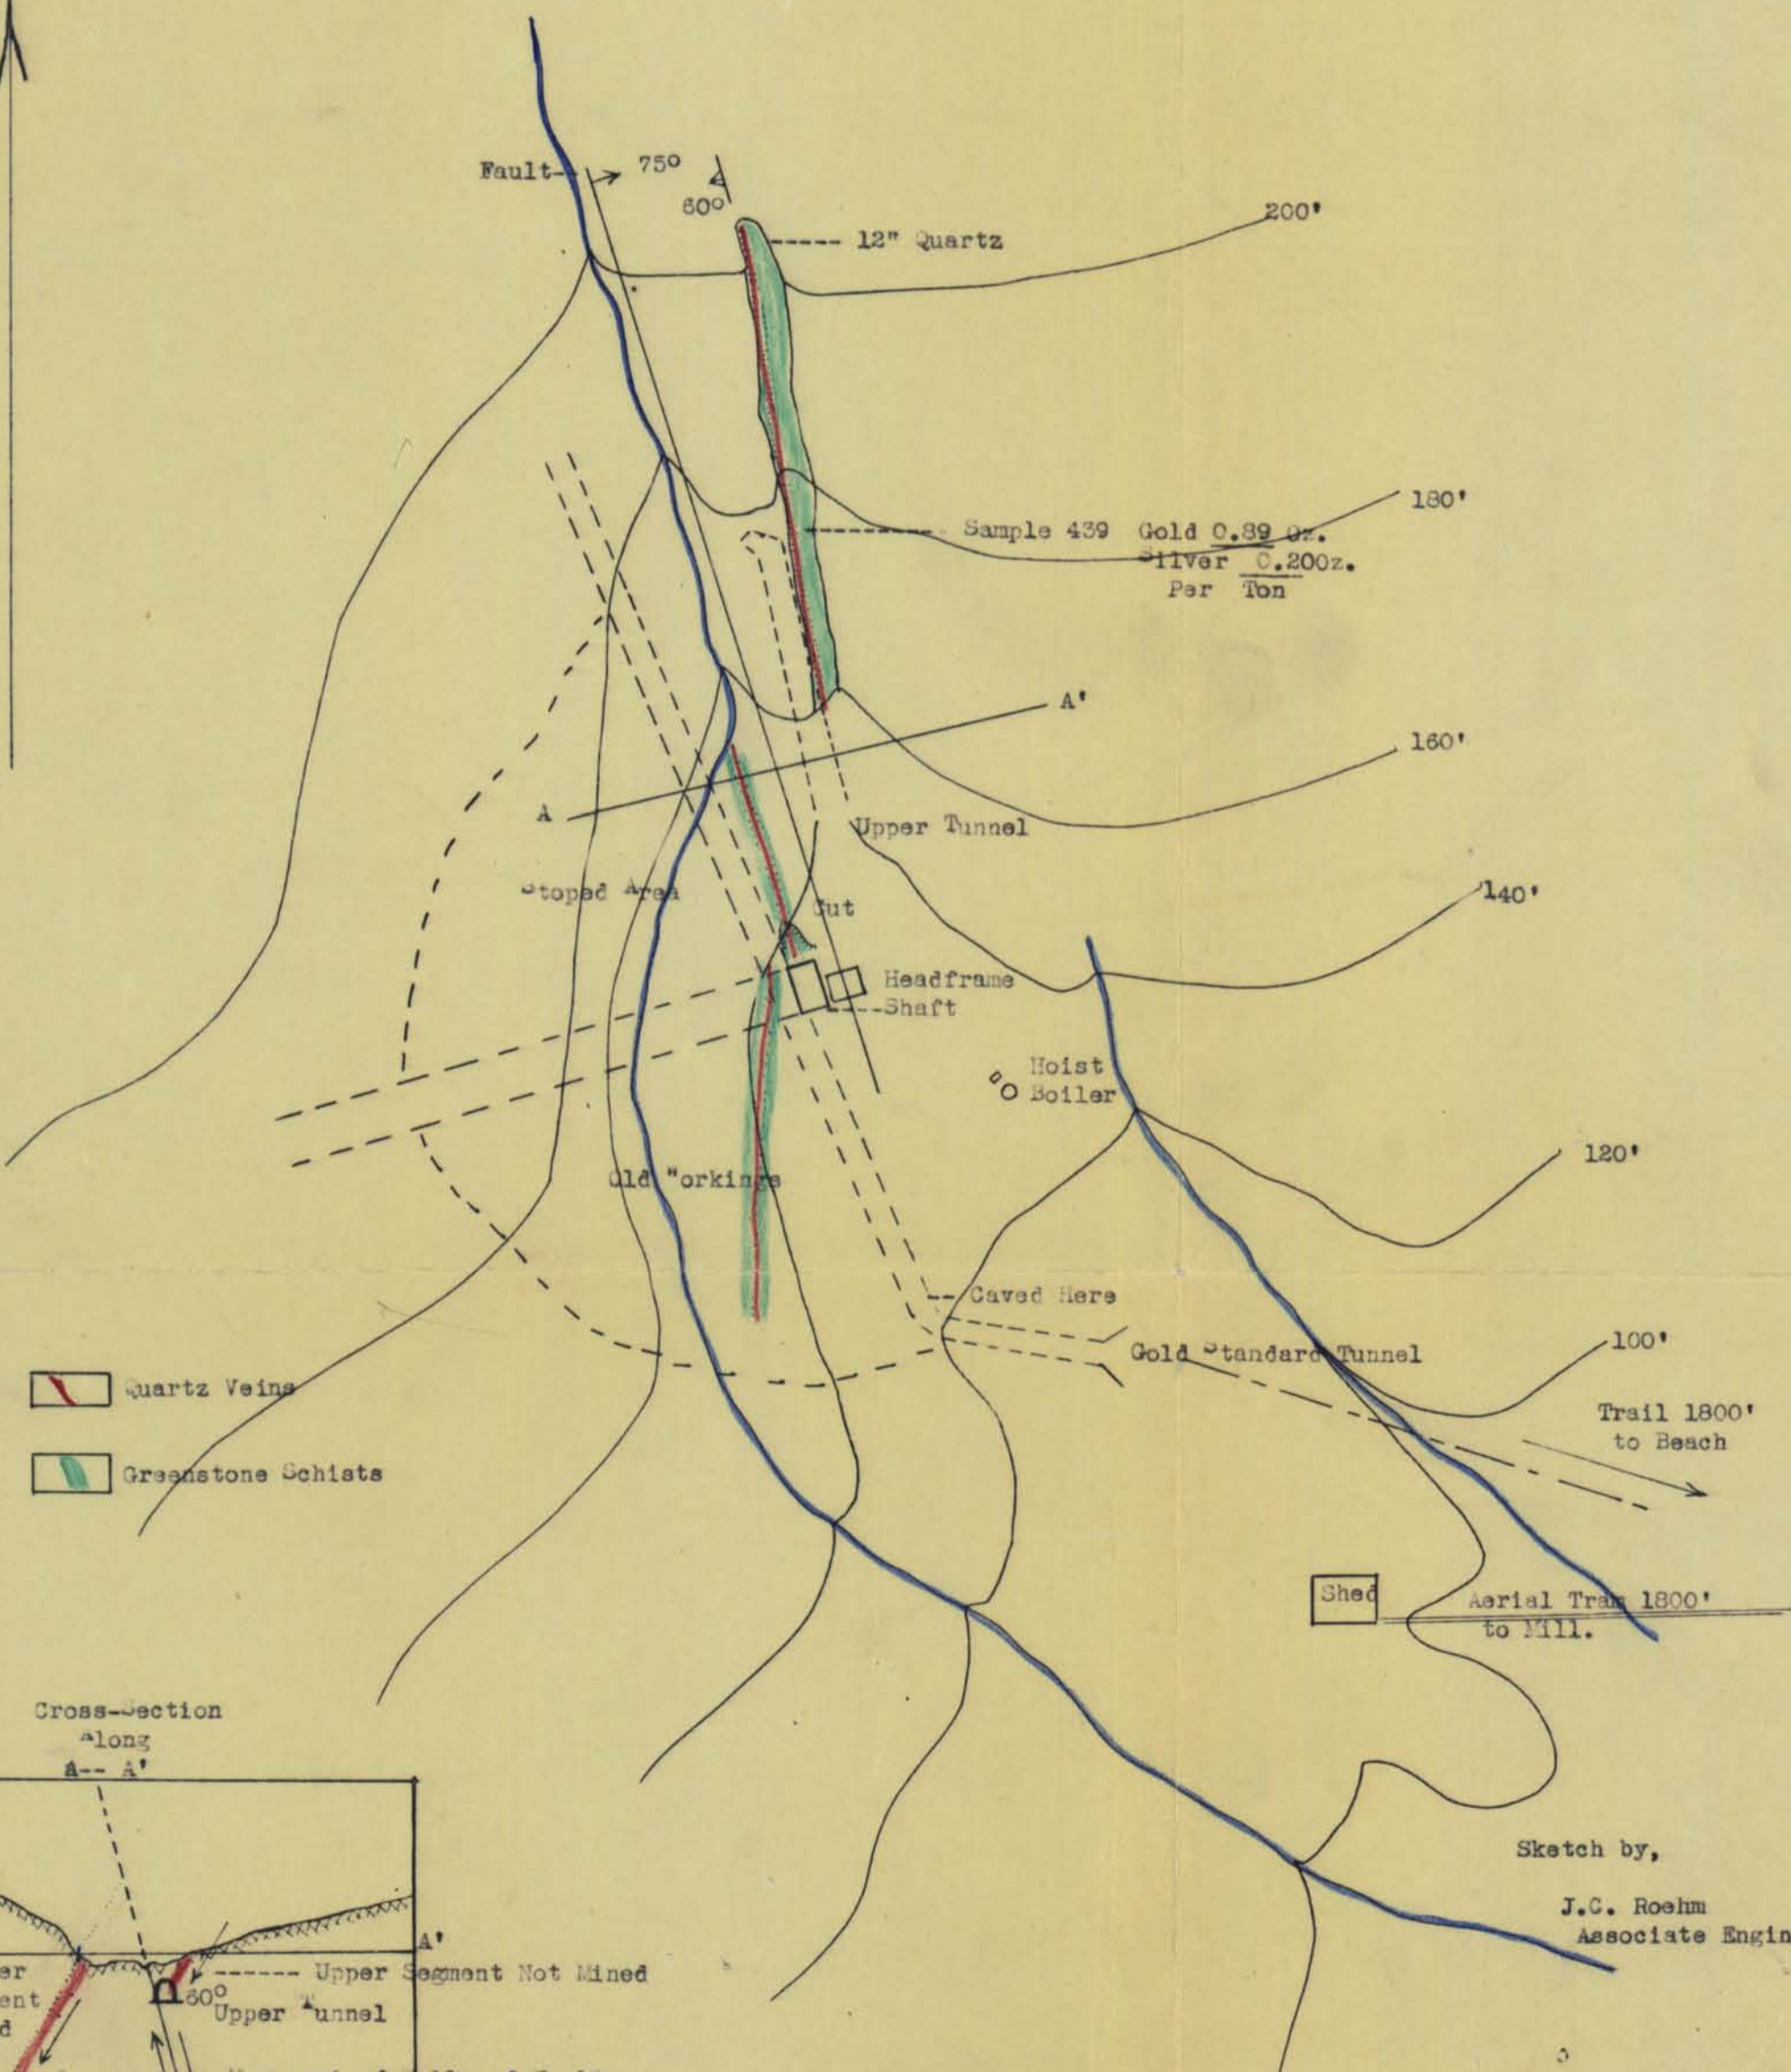 Fault
75°
60°
200'
12" Quartz
180'
Sample 439 Gold 0.89 Oz.
Silver 0.20Oz.
Per Ton
A'
160'
A
Upper Tunnel
Stoped Area
140'
Cut
Headframe
Shaft
Hoist
Boiler
120'
Old "orkings
Caved Here
100'
Gold Standard Tunnel
Quartz Veins
Trail 1800'
to Beach
Greenstone Schists
Shed
Aerial Tram 1800'
to Mill.
Cross-Section
Along
A-- A'
Sketch by,
J.C. Roehm
Associate Engin
A'
Upper Segment Not Mined
60°
Upper Tunnel